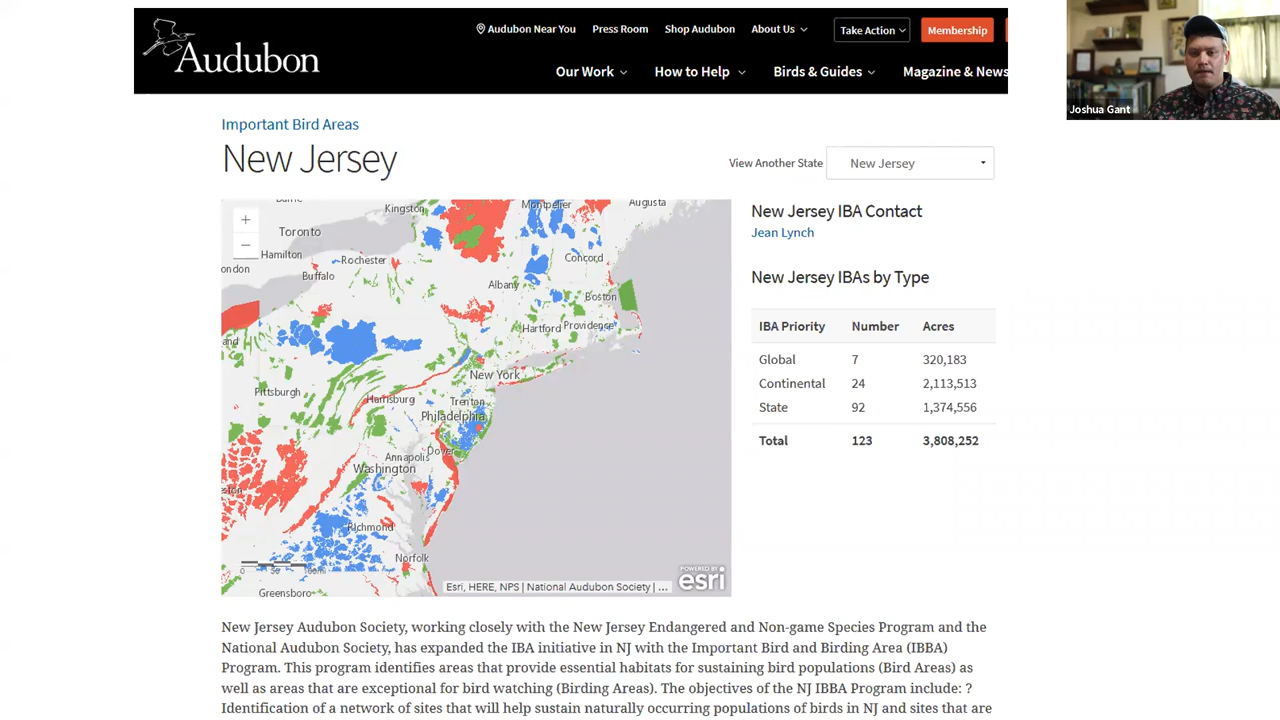 Audubon
Audubon Near You Press Room Shop Audubon About Us Take Action Membership
Our Work How to Help Birds & Guides Magazine & News
Joshua Gant
Important Bird Areas
New Jersey
View Another State New Jersey
+
−
Kingston
Montpelier
Augusta
Toronto
Hamilton
Rochester
Concord
ondon
Buffalo
Albany
Boston
Hartford Providence
and
New York
Pittsburgh
Harrisburg
Trenton
Philadelphia
Annapolis
Dover
Washington
Richmond
Norfolk
Greensboro
Esri, HERE, NPS | National Audubon Society | ...
POWERED BY
esri
New Jersey IBA Contact
Jean Lynch
New Jersey IBAs by Type
IBA Priority Number Acres
Global 7 320,183
Continental 24 2,113,513
State 92 1,374,556
Total 123 3,808,252
New Jersey Audubon Society, working closely with the New Jersey Endangered and Non-game Species Program and the
National Audubon Society, has expanded the IBA initiative in NJ with the Important Bird and Birding Area (IBBA)
Program. This program identifies areas that provide essential habitats for sustaining bird populations (Bird Areas) as
well as areas that are exceptional for bird watching (Birding Areas). The objectives of the NJ IBBA Program include: ?
Identification of a network of sites that will help sustain naturally occurring populations of birds in NJ and sites that are